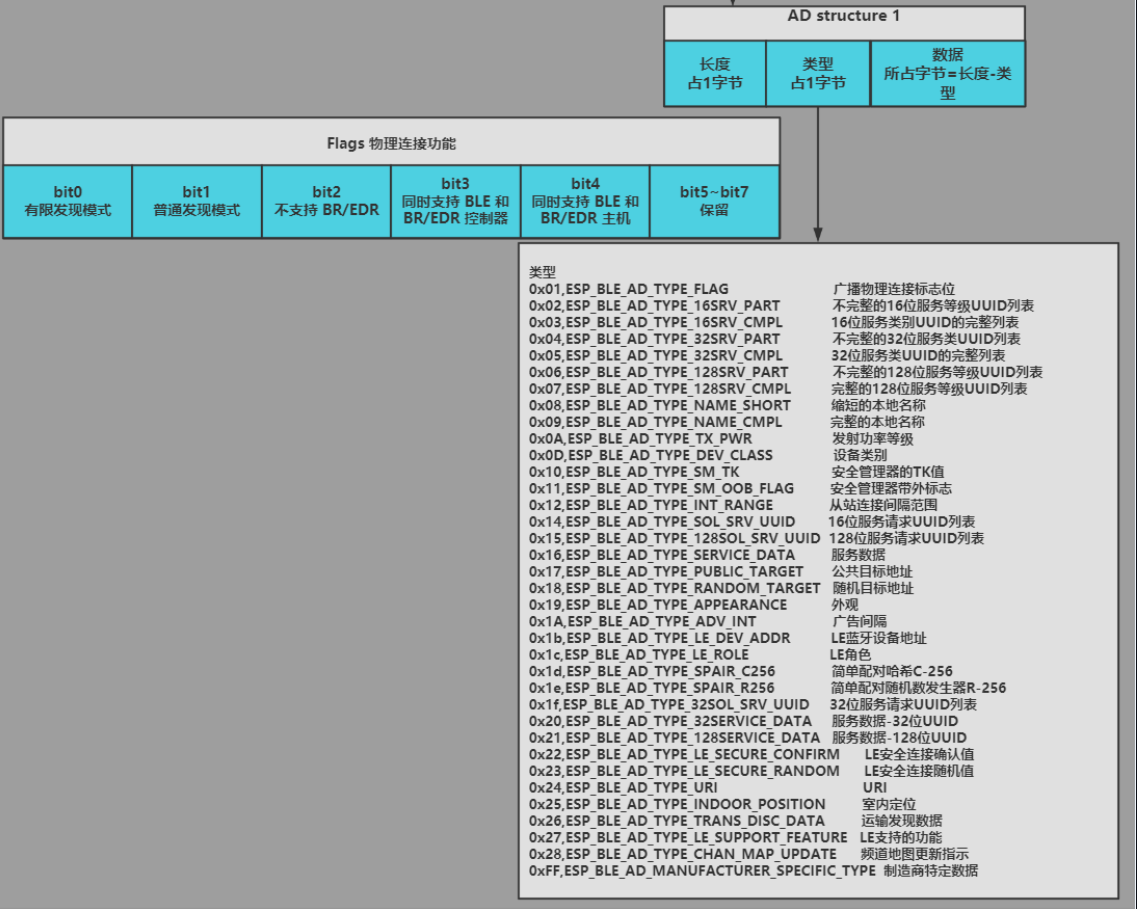 AD structure 1
长度
占1字节
类型
占1字节
数据
所占字节=长度-类
型
Flags 物理连接功能
bit0
有限发现模式
bit1
普通发现模式
bit2
不支持 BR/EDR
bit3
同时支持 BLE 和
BR/EDR 控制器
bit4
同时支持 BLE 和
BR/EDR 主机
bit5~bit7
保留
类型
0x01,ESP_BLE_AD_TYPE_FLAG 广播物理连接标志位
0x02,ESP_BLE_AD_TYPE_16SRV_PART 不完整的16位服务等级UUID列表
0x03,ESP_BLE_AD_TYPE_16SRV_CMPL 16位服务类别UUID的完整列表
0x04,ESP_BLE_AD_TYPE_32SRV_PART 不完整的32位服务类UUID列表
0x05,ESP_BLE_AD_TYPE_32SRV_CMPL 32位服务类UUID的完整列表
0x06,ESP_BLE_AD_TYPE_128SRV_PART 不完整的128位服务等级UUID列表
0x07,ESP_BLE_AD_TYPE_128SRV_CMPL 完整的128位服务等级UUID列表
0x08,ESP_BLE_AD_TYPE_NAME_SHORT 缩短的本地名称
0x09,ESP_BLE_AD_TYPE_NAME_CMPL 完整的本地名称
0x0A,ESP_BLE_AD_TYPE_TX_PWR 发射功率等级
0x0D,ESP_BLE_AD_TYPE_DEV_CLASS 设备类别
0x10,ESP_BLE_AD_TYPE_SM_TK 安全管理器的TK值
0x11,ESP_BLE_AD_TYPE_SM_OOB_FLAG 安全管理器带外标志
0x12,ESP_BLE_AD_TYPE_INT_RANGE 从站连接间隔范围
0x14,ESP_BLE_AD_TYPE_SOL_SRV_UUID 16位服务请求UUID列表
0x15,ESP_BLE_AD_TYPE_128SOL_SRV_UUID 128位服务请求UUID列表
0x16,ESP_BLE_AD_TYPE_SERVICE_DATA 服务数据
0x17,ESP_BLE_AD_TYPE_PUBLIC_TARGET 公共目标地址
0x18,ESP_BLE_AD_TYPE_RANDOM_TARGET 随机目标地址
0x19,ESP_BLE_AD_TYPE_APPEARANCE 外观
0x1A,ESP_BLE_AD_TYPE_ADV_INT 广告间隔
0x1b,ESP_BLE_AD_TYPE_LE_DEV_ADDR LE蓝牙设备地址
0x1c,ESP_BLE_AD_TYPE_LE_ROLE LE角色
0x1d,ESP_BLE_AD_TYPE_SPAIR_C256 简单配对哈希C-256
0x1e,ESP_BLE_AD_TYPE_SPAIR_R256 简单配对随机数发生器R-256
0x1f,ESP_BLE_AD_TYPE_32SOL_SRV_UUID 32位服务请求UUID列表
0x20,ESP_BLE_AD_TYPE_32SERVICE_DATA 服务数据-32位UUID
0x21,ESP_BLE_AD_TYPE_128SERVICE_DATA 服务数据-128位UUID
0x22,ESP_BLE_AD_TYPE_LE_SECURE_CONFIRM LE安全连接确认值
0x23,ESP_BLE_AD_TYPE_LE_SECURE_RANDOM LE安全连接随机值
0x24,ESP_BLE_AD_TYPE_URI URI
0x25,ESP_BLE_AD_TYPE_INDOOR_POSITION 室内定位
0x26,ESP_BLE_AD_TYPE_TRANS_DISC_DATA 运输发现数据
0x27,ESP_BLE_AD_TYPE_LE_SUPPORT_FEATURE LE支持的功能
0x28,ESP_BLE_AD_TYPE_CHAN_MAP_UPDATE 频道地图更新指示
0xFF,ESP_BLE_AD_MANUFACTURER_SPECIFIC_TYPE 制造商特定数据